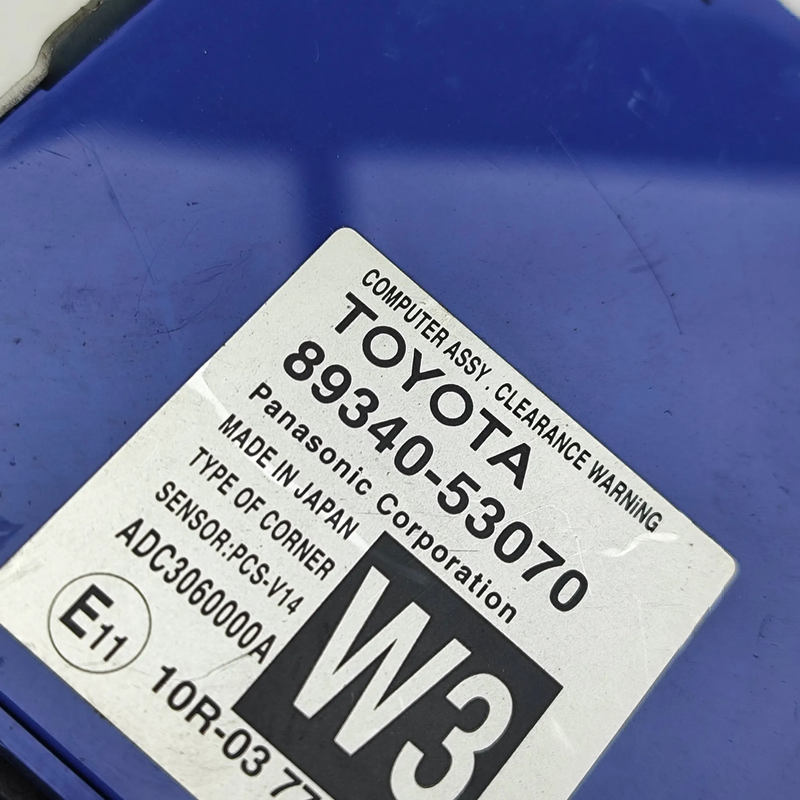 COMPUTER ASSY, CLEARANCE WARNiNG
TOYOTA
89340-53070
Panasonic Corporation
MADE IN JAPAN
TYPE OF CORNER
SENSOR:PCS-V14
ADC3060000A
W3
E11
10R-03 77